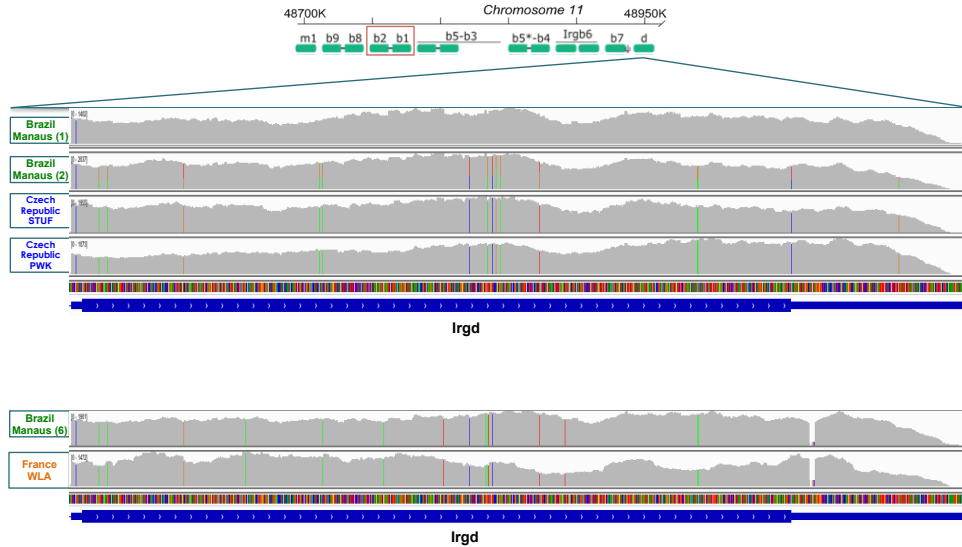 Chromosome 11
48700K 48950K
m1 b9 b8 b2 b1 b5-b3 b5*-b4 Irgb6 b7 d
Brazil
Manaus (1)
Brazil
Manaus (2)
Czech
Republic
STUF
Czech
Republic
PWK
Irgd
Brazil
Manaus (6)
France
WLA
Irgd